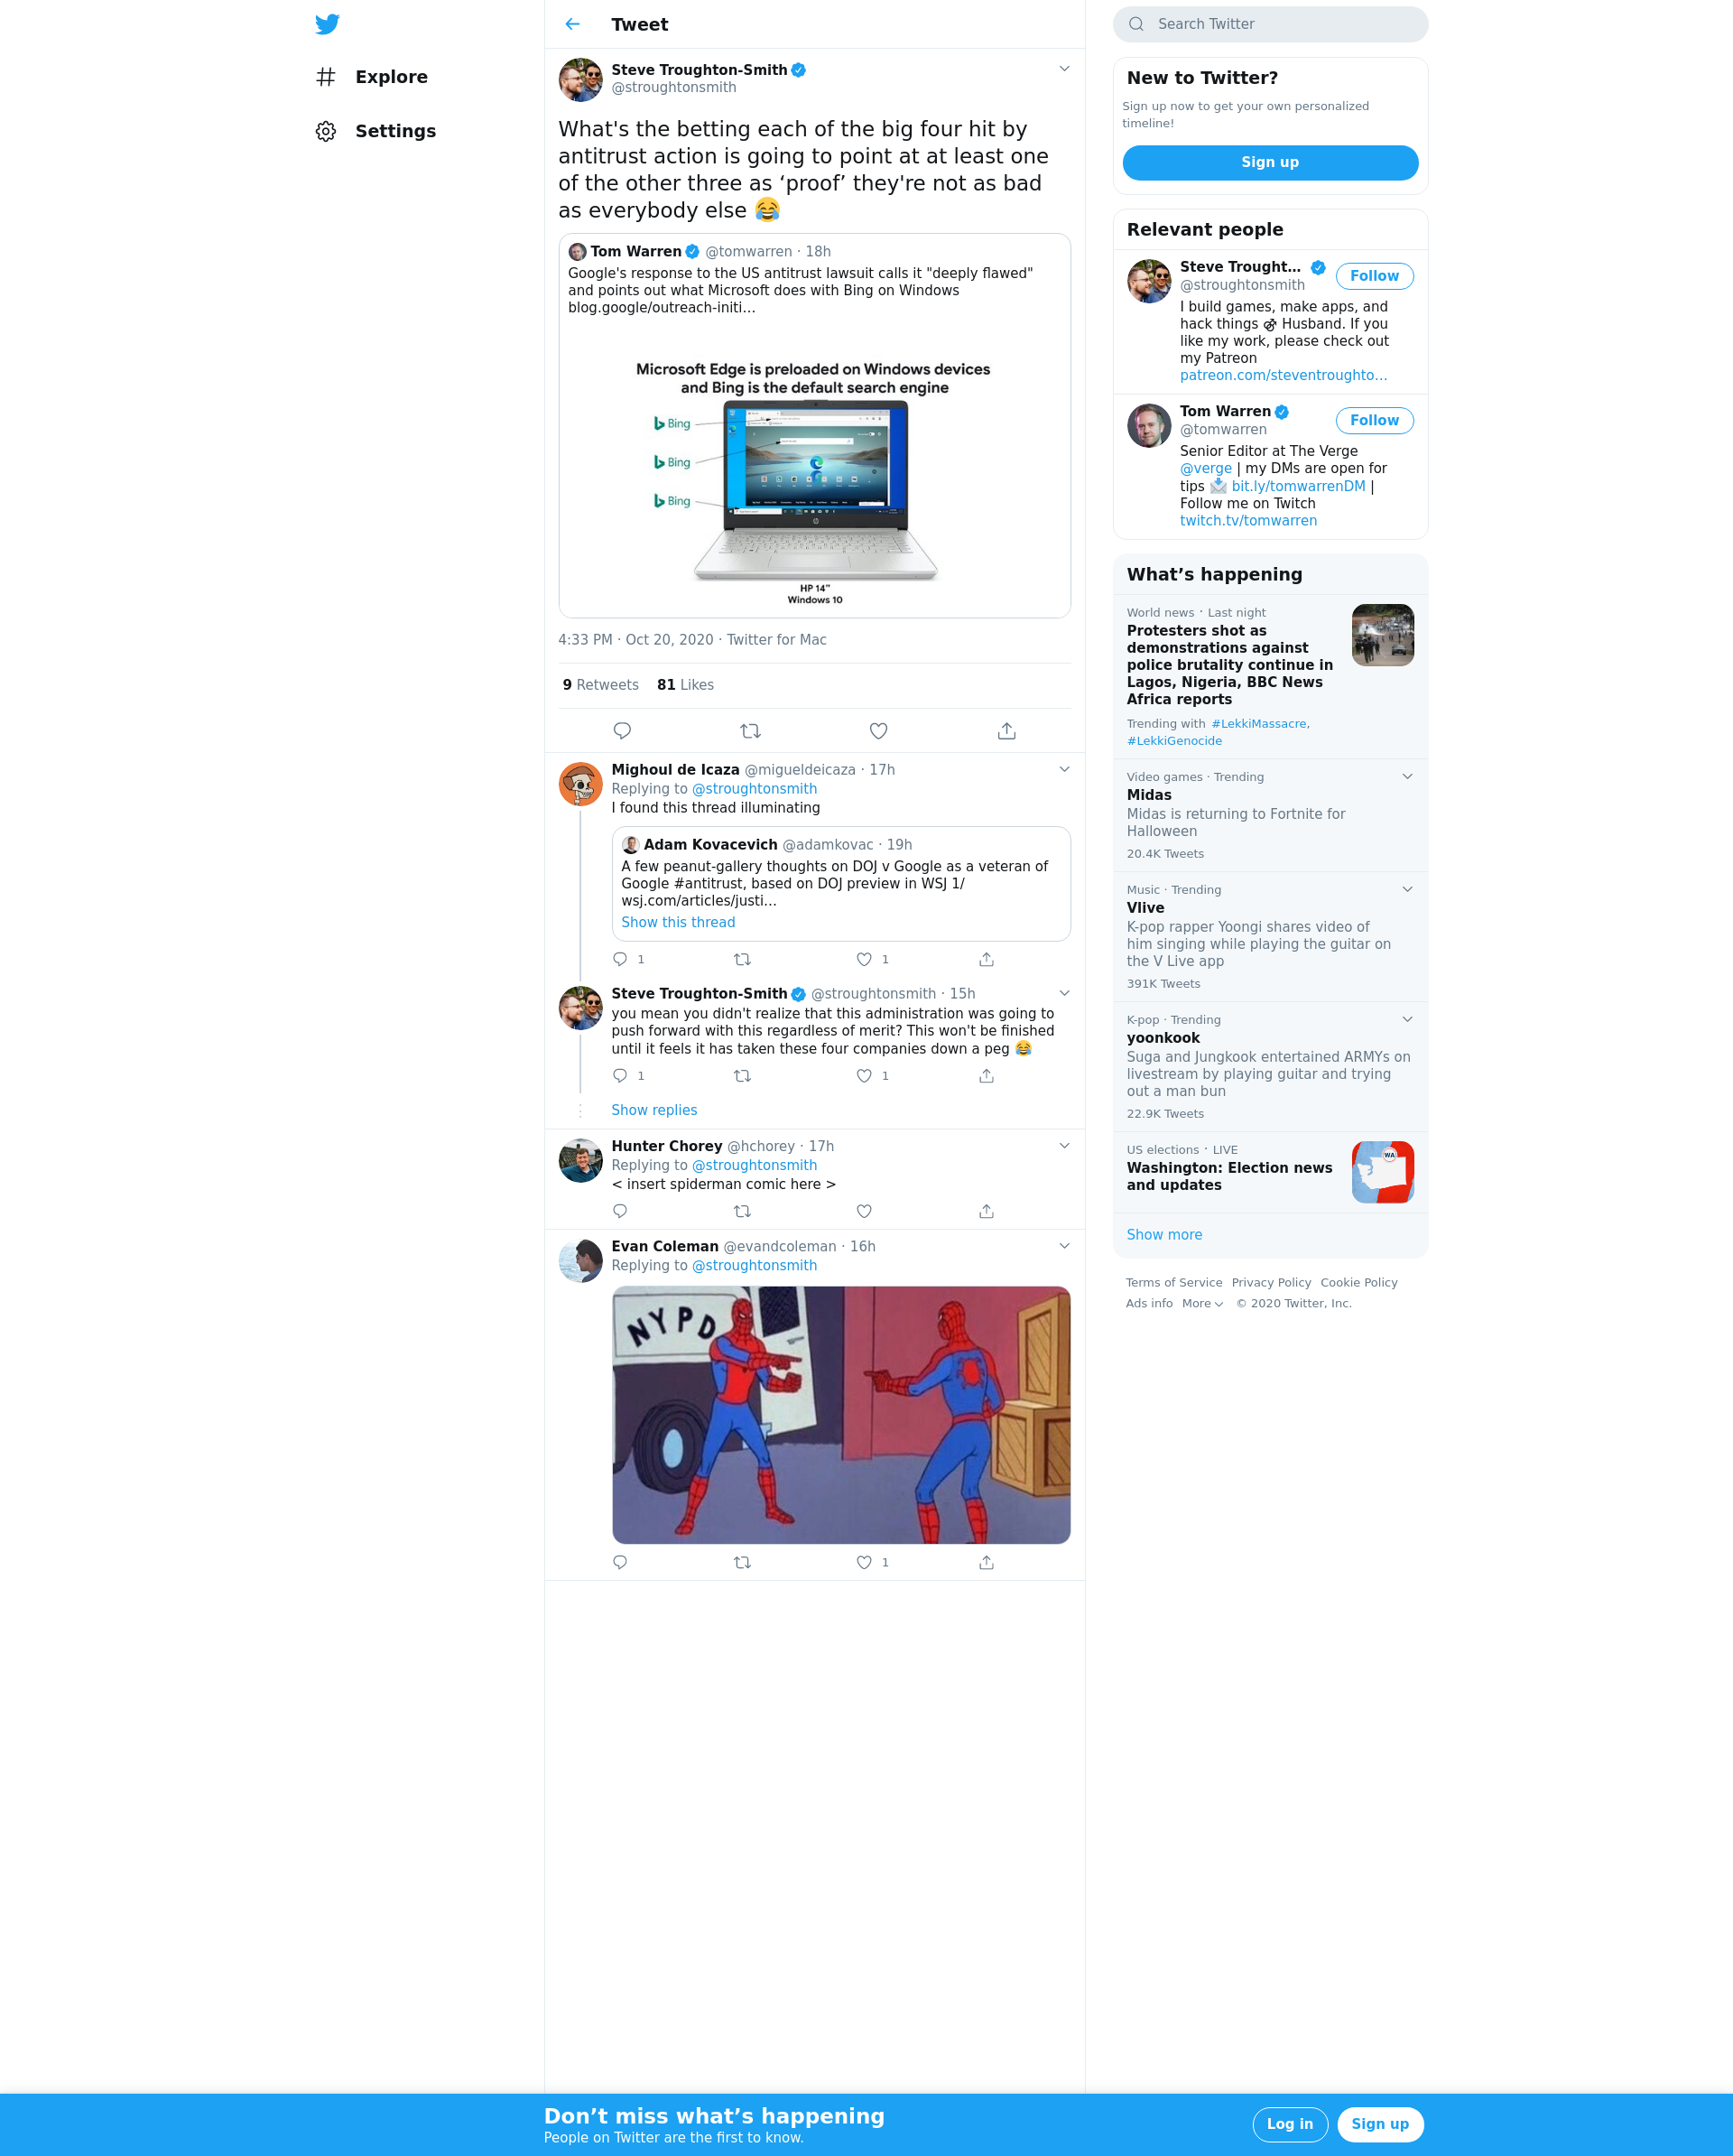 Explore
Settings
Tweet
Steve Troughton-Smith
@stroughtonsmith
What's the betting each of the big four hit by
antitrust action is going to point at at least one
of the other three as ‘proof’ they're not as bad
as everybody else 😂
Tom Warren @tomwarren · 18h
Google's response to the US antitrust lawsuit calls it "deeply flawed"
and points out what Microsoft does with Bing on Windows
blog.google/outreach-initi…
Microsoft Edge is preloaded on Windows devices
and Bing is the default search engine
Bing
Bing
Bing
HP 14"
Windows 10
4:33 PM · Oct 20, 2020 · Twitter for Mac
9 Retweets 81 Likes
Mighoul de Icaza @migueldeicaza · 17h
Replying to @stroughtonsmith
I found this thread illuminating
Adam Kovacevich @adamkovac · 19h
A few peanut-gallery thoughts on DOJ v Google as a veteran of
Google #antitrust, based on DOJ preview in WSJ 1/
wsj.com/articles/justi…
Show this thread
1 1
Steve Troughton-Smith @stroughtonsmith · 15h
you mean you didn't realize that this administration was going to
push forward with this regardless of merit? This won't be finished
until it feels it has taken these four companies down a peg 😂
1 1
Show replies
Hunter Chorey @hchorey · 17h
Replying to @stroughtonsmith
< insert spiderman comic here >
Evan Coleman @evandcoleman · 16h
Replying to @stroughtonsmith
NYPD
1
Search Twitter
New to Twitter?
Sign up now to get your own personalized
timeline!
Sign up
Relevant people
Steve Trought…
@stroughtonsmith
Follow
I build games, make apps, and
hack things ⚣ Husband. If you
like my work, please check out
my Patreon
patreon.com/steventroughto…
Tom Warren
@tomwarren
Follow
Senior Editor at The Verge
@verge | my DMs are open for
tips 📩 bit.ly/tomwarrenDM |
Follow me on Twitch
twitch.tv/tomwarren
What’s happening
World news · Last night
Protesters shot as
demonstrations against
police brutality continue in
Lagos, Nigeria, BBC News
Africa reports
Trending with #LekkiMassacre,
#LekkiGenocide
Video games · Trending
Midas
Midas is returning to Fortnite for
Halloween
20.4K Tweets
Music · Trending
Vlive
K-pop rapper Yoongi shares video of
him singing while playing the guitar on
the V Live app
391K Tweets
K-pop · Trending
yoonkook
Suga and Jungkook entertained ARMYs on
livestream by playing guitar and trying
out a man bun
22.9K Tweets
US elections · LIVE
Washington: Election news
and updates
WA
Show more
Terms of Service Privacy Policy Cookie Policy
Ads info More © 2020 Twitter, Inc.
Don’t miss what’s happening
People on Twitter are the first to know.
Log in
Sign up